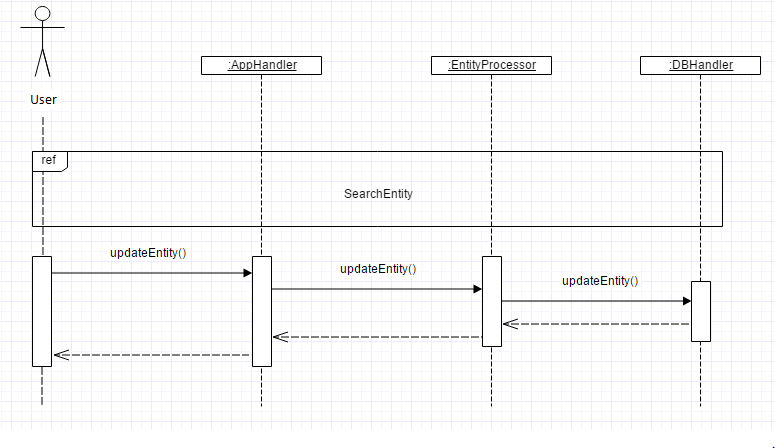 :AppHandler
:EntityProcessor
:DBHandler
User
ref
SearchEntity
updateEntity()
updateEntity()
updateEntity()